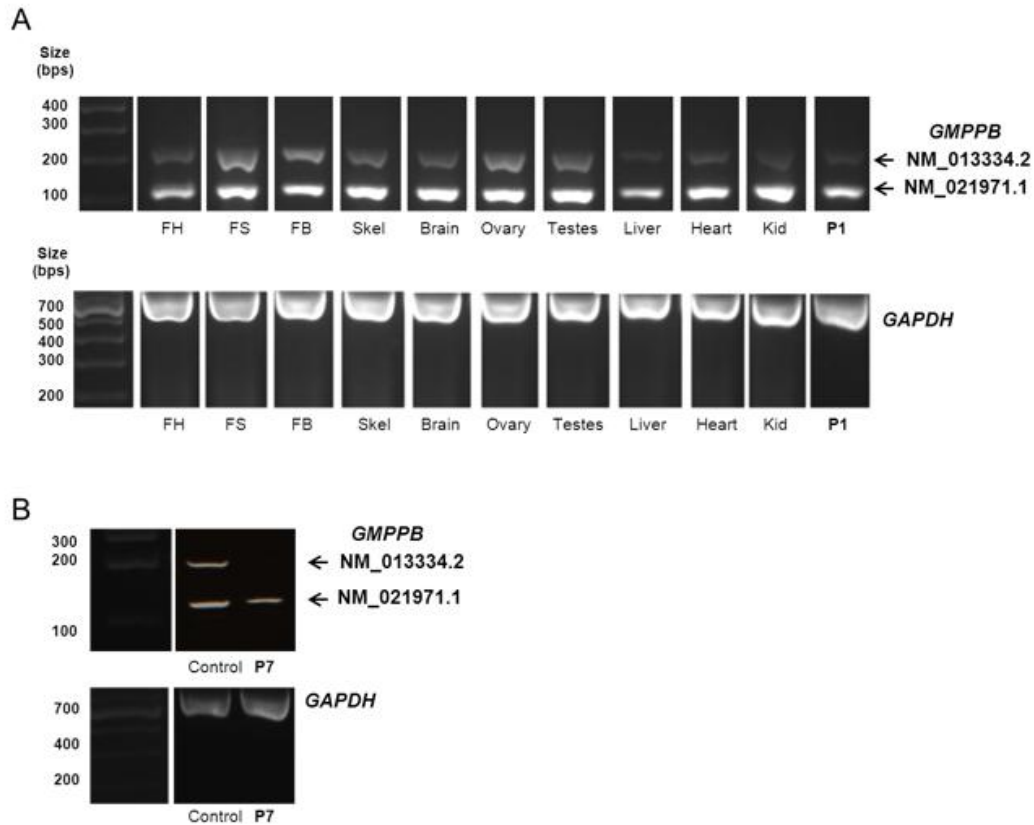 A
Size
(bps)
400
300
200
100
GMPPB
NM_013334.2
NM_021971.1
FH FS FB Skel Brain Ovary Testes Liver Heart Kid P1
Size
(bps)
700
500
400
300
200
GAPDH
FH FS FB Skel Brain Ovary Testes Liver Heart Kid P1
B
300
200
100
GMPPB
NM_013334.2
NM_021971.1
Control P7
700
400
200
GAPDH
Control P7